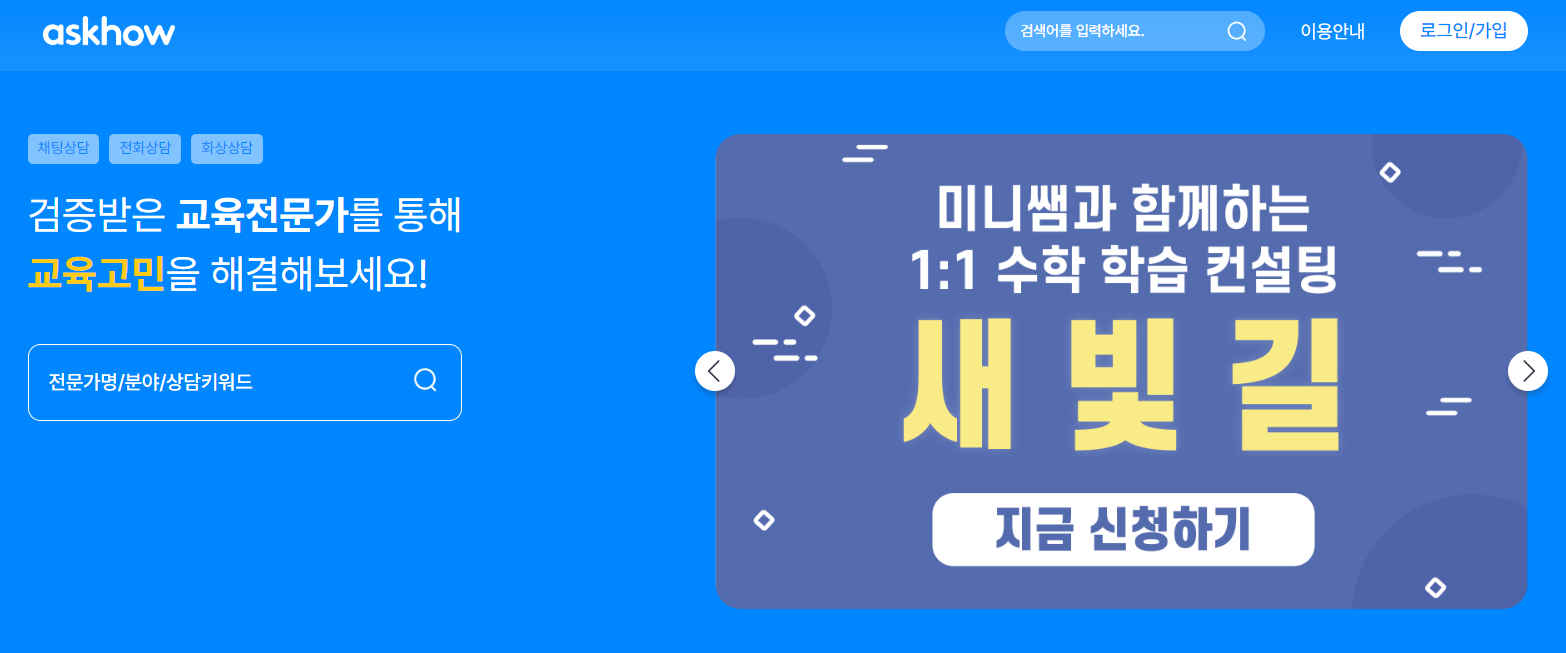 askhow
검색어를 입력하세요.
이용안내
로그인/가입
채팅상담
전화상담
화상상담
검증받은 교육전문가를 통해
교육고민을 해결해보세요!
전문가명/분야/상담키워드
미니쌤과 함께하는
1:1 수학 학습 컨설팅
새 빛 길
지금 신청하기